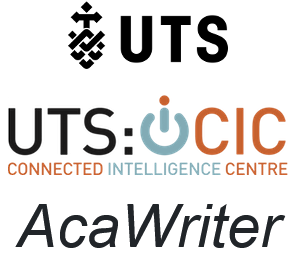 UTS
UTS:CIC
CONNECTED INTELLIGENCE CENTRE
AcaWriter